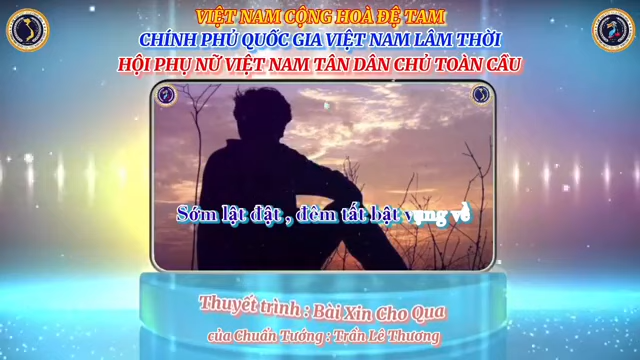 VIỆT NAM CỘNG HOÀ ĐỆ TAM
CHÍNH PHỦ QUỐC GIA VIỆT NAM LÂM THỜI
HỘI PHỤ NỮ VIỆT NAM TÂN DÂN CHỦ TOÀN CẦU
Sớm lật đật , đêm tất bật vụng về
Thuyết trình : Bài Xin Cho Qua
của Chuẩn Tướng : Trần Lê Thương